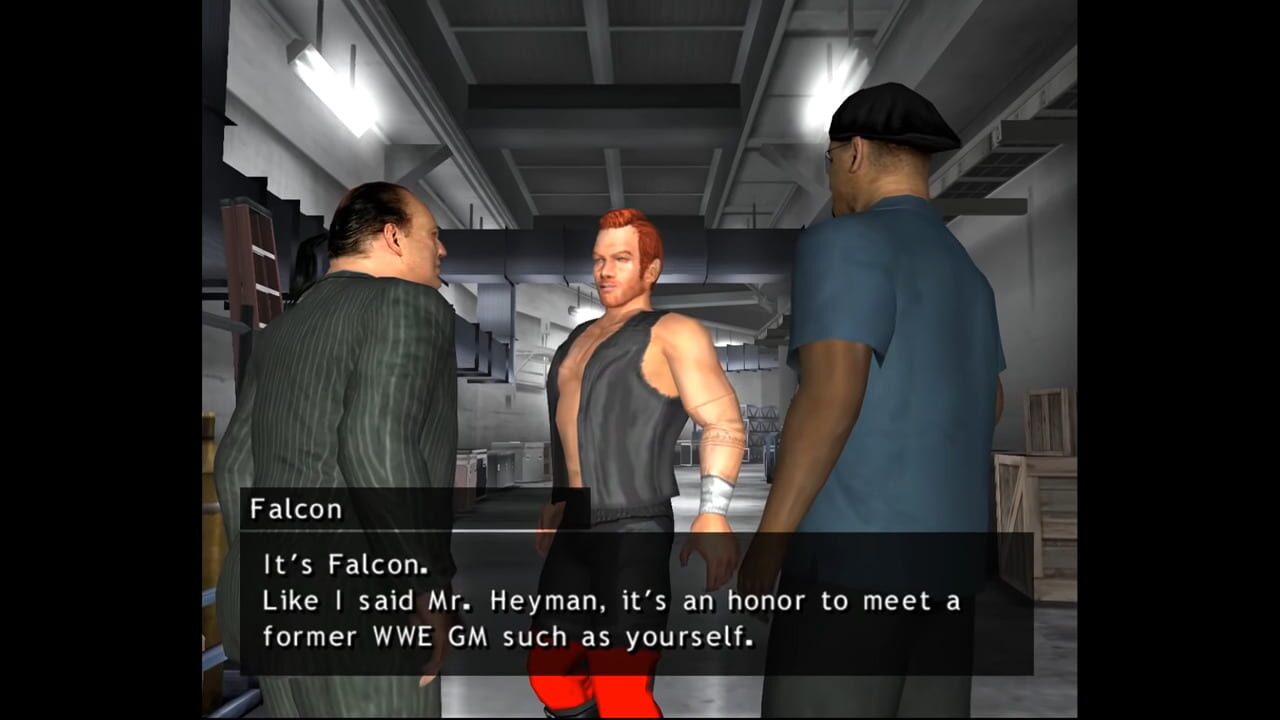 Falcon
It's Falcon.
Like I said Mr. Heyman, it's an honor to meet a
former WWE GM such as yourself.